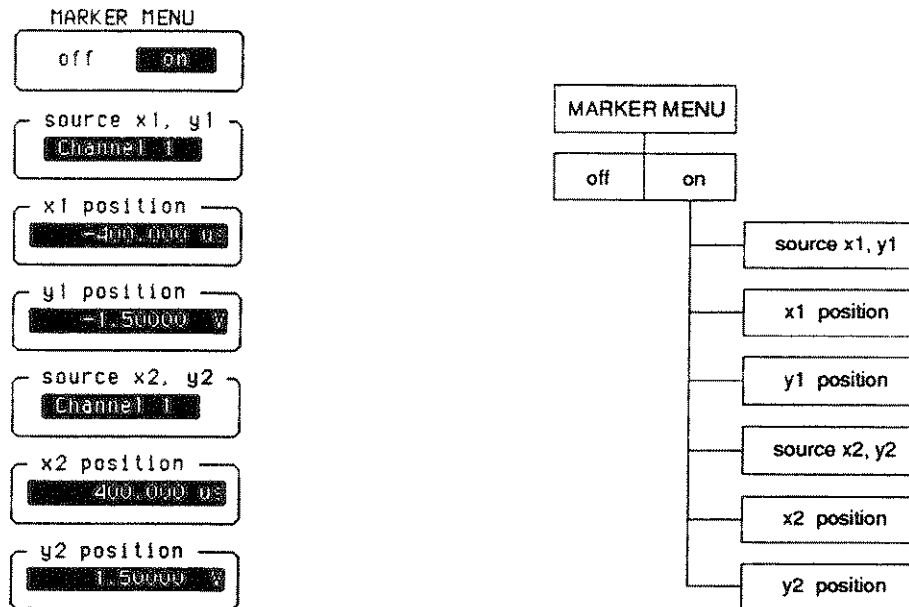 MARKER MENU
off on
source x1, y1
Channel 1
x1 position
-400.000 us
y1 position
-1.50000 V
source x2, y2
Channel 1
x2 position
400.000 us
y2 position
1.50000 V
MARKER MENU
off on
source x1, y1
x1 position
y1 position
source x2, y2
x2 position
y2 position